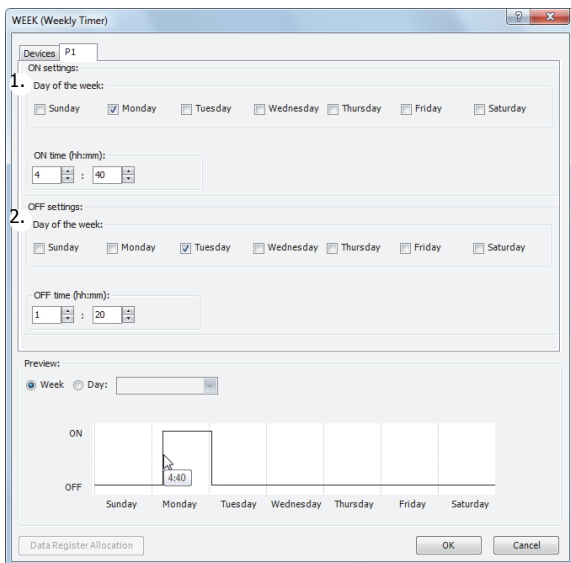 WEEK (Weekly Timer)
Devices P1
ON settings:
1. Day of the week:
Sunday Monday Tuesday Wednesday Thursday Friday Saturday
ON time (hh:mm):
4 : 40
OFF settings:
2. Day of the week:
Sunday Monday Tuesday Wednesday Thursday Friday Saturday
OFF time (hh:mm):
1 : 20
Preview:
Week Day:
ON
4:40
OFF
Sunday Monday Tuesday Wednesday Thursday Friday Saturday
Data Register Allocation OK Cancel